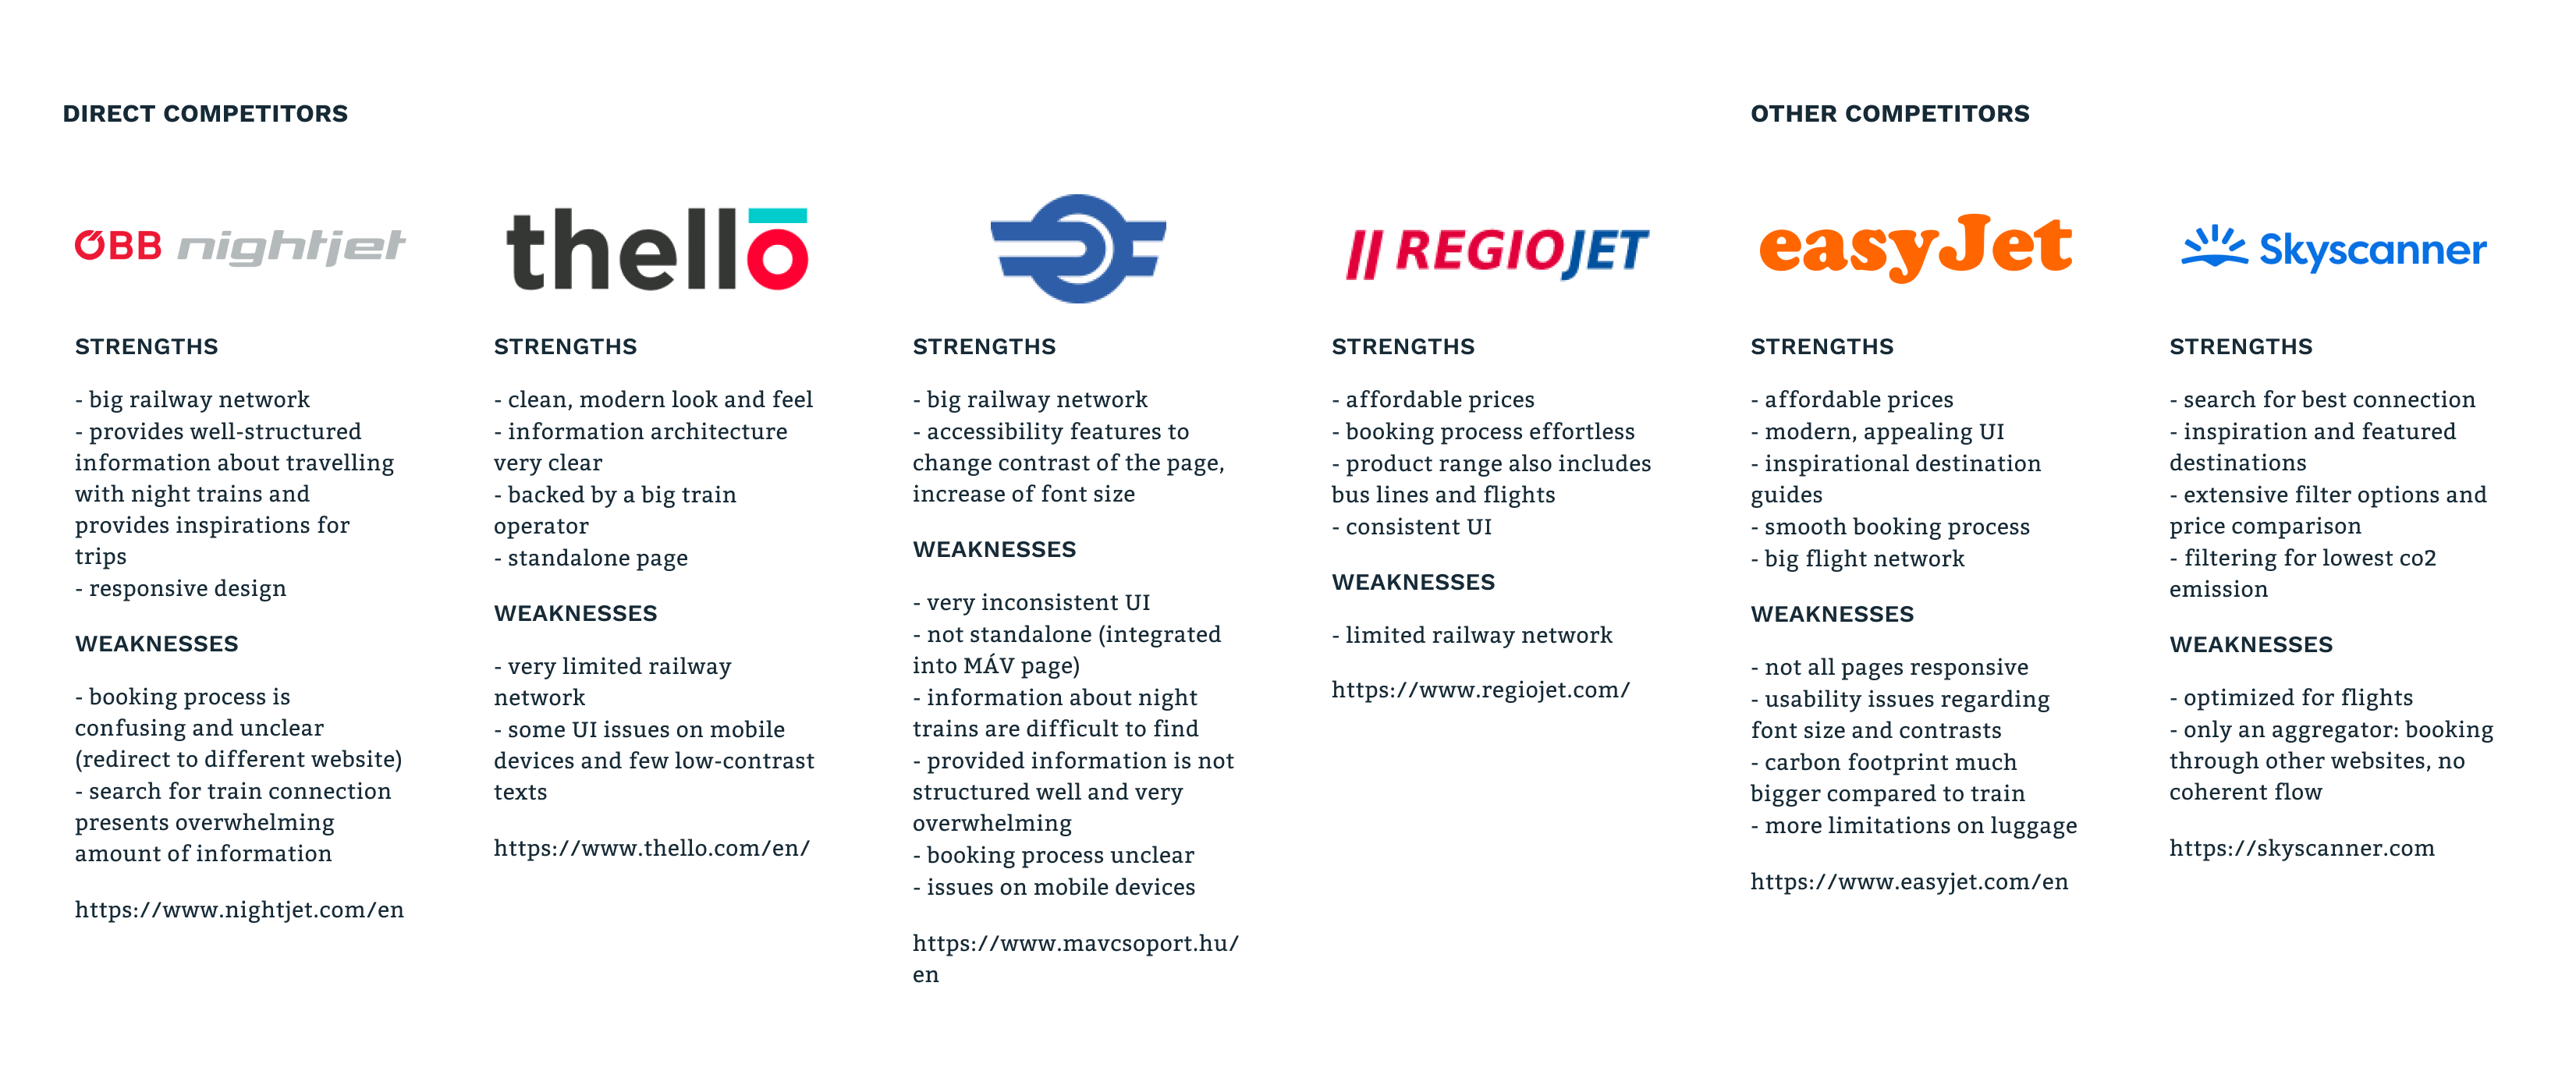 DIRECT COMPETITORS
OTHER COMPETITORS
ÖBB nightjet
STRENGTHS
- big railway network
- provides well-structured
information about travelling
with night trains and
provides inspirations for
trips
- responsive design
WEAKNESSES
- booking process is
confusing and unclear
(redirect to different website)
- search for train connection
presents overwhelming
amount of information
https://www.nightjet.com/en
thellō
STRENGTHS
- clean, modern look and feel
- information architecture
very clear
- backed by a big train
operator
- standalone page
WEAKNESSES
- very limited railway
network
- some UI issues on mobile
devices and few low-contrast
texts
https://www.thello.com/en/
STRENGTHS
- big railway network
- accessibility features to
change contrast of the page,
increase of font size
WEAKNESSES
- very inconsistent UI
- not standalone (integrated
into MÁV page)
- information about night
trains are difficult to find
- provided information is not
structured well and very
overwhelming
- booking process unclear
- issues on mobile devices
https://www.mavcsoport.hu/
en
REGIOJET
STRENGTHS
- affordable prices
- booking process effortless
- product range also includes
bus lines and flights
- consistent UI
WEAKNESSES
- limited railway network
https://www.regiojet.com/
easyJet
STRENGTHS
- affordable prices
- modern, appealing UI
- inspirational destination
guides
- smooth booking process
- big flight network
WEAKNESSES
- not all pages responsive
- usability issues regarding
font size and contrasts
- carbon footprint much
bigger compared to train
- more limitations on luggage
https://www.easyjet.com/en
Skyscanner
STRENGTHS
- search for best connection
- inspiration and featured
destinations
- extensive filter options and
price comparison
- filtering for lowest co2
emission
WEAKNESSES
- optimized for flights
- only an aggregator: booking
through other websites, no
coherent flow
https://skyscanner.com